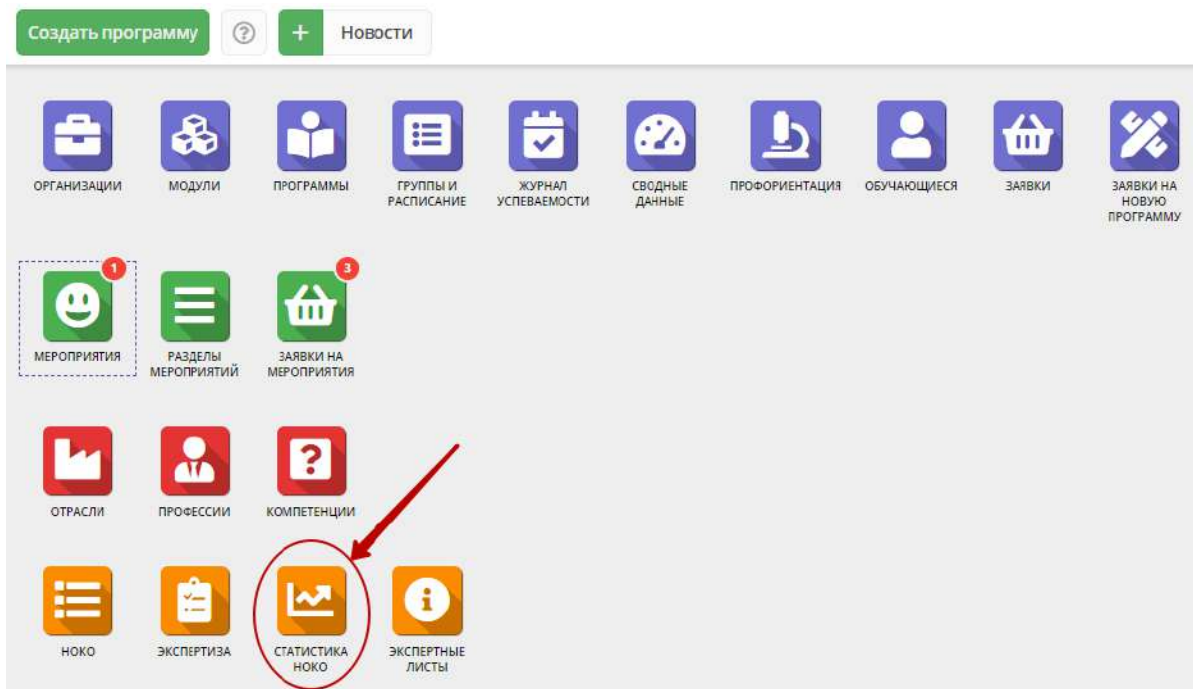 Создать программу ? + Новости
ОРГАНИЗАЦИИ МОДУЛИ ПРОГРАММЫ ГРУППЫ И ЖУРНАЛ СВОДНЫЕ ПРОФОРИЕНТАЦИЯ ОБУЧАЮЩИЕСЯ ЗАЯВКИ ЗАЯВКИ НА
РАСПИСАНИЕ УСПЕВАЕМОСТИ ДАННЫЕ НОВУЮ
ПРОГРАММУ
1 3
МЕРОПРИЯТИЯ РАЗДЕЛЫ ЗАЯВКИ НА
МЕРОПРИЯТИЙ МЕРОПРИЯТИЯ
?
ОТРАСЛИ ПРОФЕССИИ КОМПЕТЕНЦИИ
i
НОКО ЭКСПЕРТИЗА СТАТИСТИКА ЭКСПЕРТНЫЕ
НОКО ЛИСТЫ